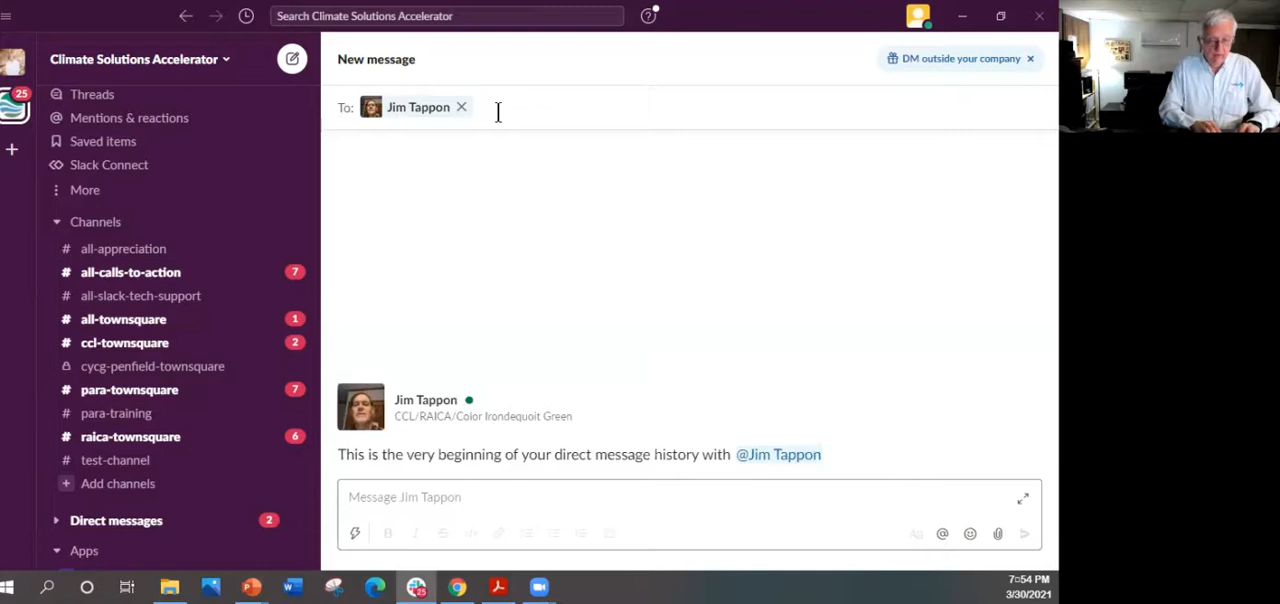 Search Climate Solutions Accelerator
Climate Solutions Accelerator
New message
DM outside your company
25
Threads
To: Jim Tappon
Mentions & reactions
Saved items
Slack Connect
More
Channels
# all-appreciation
# all-calls-to-action 7
# all-slack-tech-support
# all-townsquare 1
# ccl-townsquare 2
cycg-penfield-townsquare
# para-townsquare 7
# para-training
# raica-townsquare 6
# test-channel
+ Add channels
Direct messages 2
Apps
Jim Tappon
CCL/RAICA/Color Irondequoit Green
This is the very beginning of your direct message history with @Jim Tappon
Message Jim Tappon
25
7:54 PM
3/30/2021